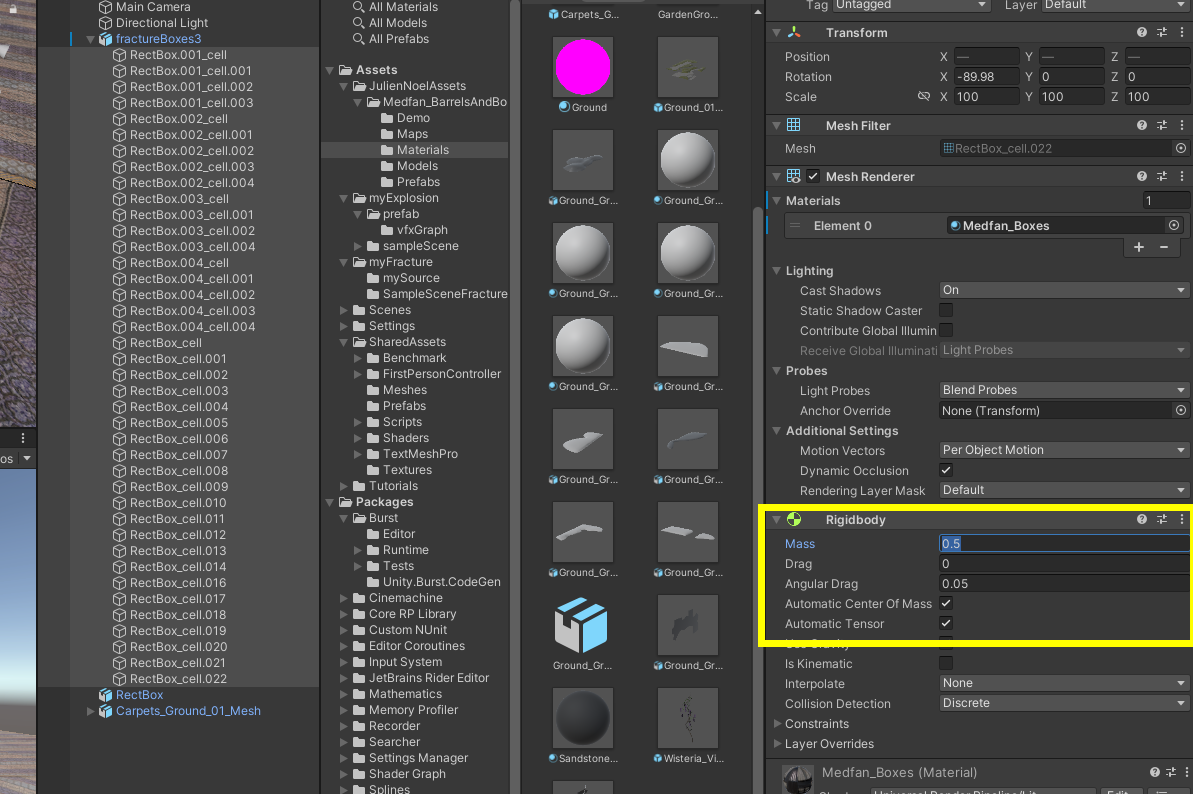 Main Camera
Directional Light
fractureBoxes3
RectBox.001_cell
RectBox.001_cell.001
RectBox.001_cell.002
RectBox.001_cell.003
RectBox.002_cell
RectBox.002_cell.001
RectBox.002_cell.002
RectBox.002_cell.003
RectBox.002_cell.004
RectBox.003_cell
RectBox.003_cell.001
RectBox.003_cell.002
RectBox.003_cell.004
RectBox.004_cell
RectBox.004_cell.001
RectBox.004_cell.002
RectBox.004_cell.003
RectBox.004_cell.004
RectBox_cell
RectBox_cell.001
RectBox_cell.002
RectBox_cell.003
RectBox_cell.004
RectBox_cell.005
RectBox_cell.006
RectBox_cell.007
RectBox_cell.008
RectBox_cell.009
RectBox_cell.010
RectBox_cell.011
RectBox_cell.012
RectBox_cell.013
RectBox_cell.014
RectBox_cell.016
RectBox_cell.017
RectBox_cell.018
RectBox_cell.019
RectBox_cell.020
RectBox_cell.021
RectBox_cell.022
RectBox
Carpets_Ground_01_Mesh
os
All Materials
All Models
All Prefabs
Assets
JulienNoelAssets
Medfan_BarrelsAndBo
Demo
Maps
Materials
Models
Prefabs
myExplosion
prefab
vfxGraph
sampleScene
myFracture
mySource
SampleSceneFracture
Scenes
Settings
SharedAssets
Benchmark
FirstPersonController
Meshes
Prefabs
Scripts
Shaders
TextMeshPro
Textures
Tutorials
Packages
Burst
Editor
Runtime
Tests
Unity.Burst.CodeGen
Cinemachine
Core RP Library
Custom NUnit
Editor Coroutines
Input System
JetBrains Rider Editor
Mathematics
Memory Profiler
Recorder
Searcher
Settings Manager
Shader Graph
Splines
Carpets_G... GardenGro...
Ground Ground_01...
Ground_Gr... Ground_Gr...
Ground_Gr... Ground_Gr...
Ground_Gr... Ground_Gr...
Ground_Gr... Ground_Gr...
Ground_Gr... Ground_Gr...
Ground_Gr... Ground_Gr...
Sandstone... Wisteria_Vi...
Tag Untagged Layer Default
Transform
Position X — Y — Z —
Rotation X -89.98 Y 0 Z 0
Scale X 100 Y 100 Z 100
Mesh Filter
Mesh RectBox_cell.022
Mesh Renderer
Materials 1
Element 0 Medfan_Boxes
+ −
Lighting
Cast Shadows On
Static Shadow Caster
Contribute Global Illumin
Receive Global Illuminati Light Probes
Probes
Light Probes Blend Probes
Anchor Override None (Transform)
Additional Settings
Motion Vectors Per Object Motion
Dynamic Occlusion
Rendering Layer Mask Default
Rigidbody
Mass 0.5
Drag 0
Angular Drag 0.05
Automatic Center Of Mass
Automatic Tensor
Use Gravity
Is Kinematic
Interpolate None
Collision Detection Discrete
Constraints
Layer Overrides
Medfan_Boxes (Material)
Shader Universal Render Pipeline/Lit Edit...